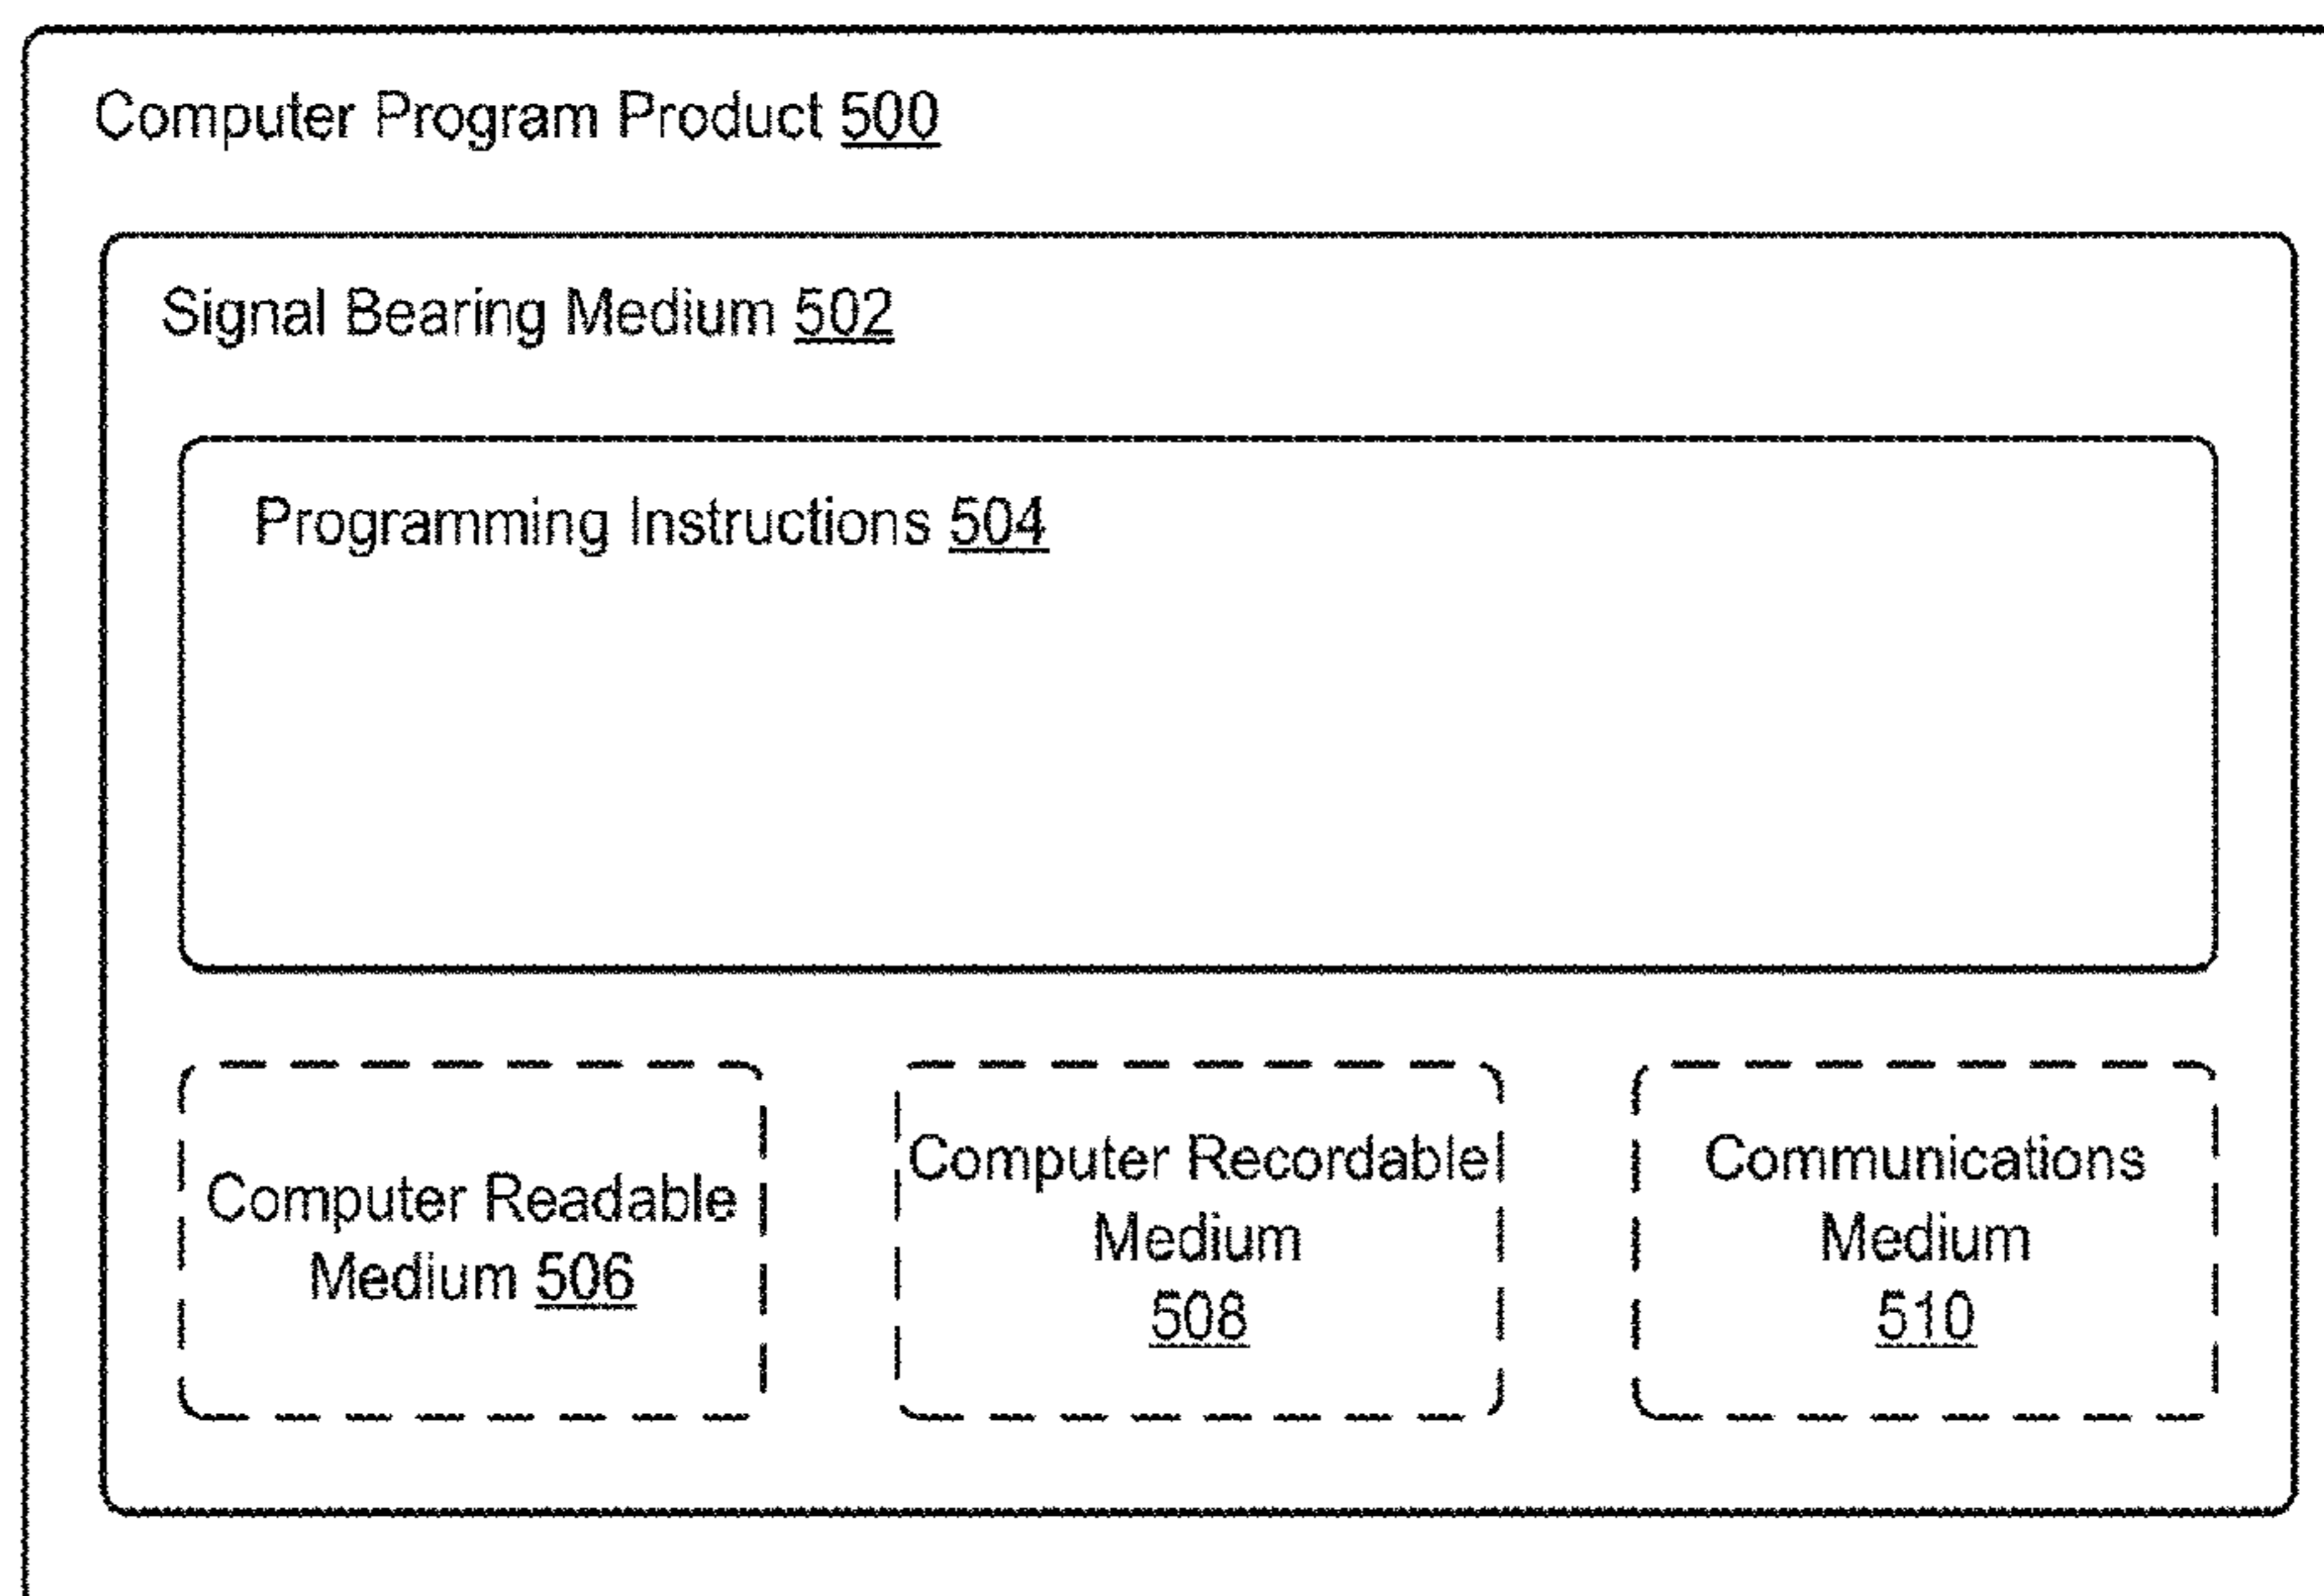 Computer Program Product 500
Signal Bearing Medium 502
Programming Instructions 504
Computer Readable
Medium 506
Computer Recordable
Medium
508
Communications
Medium
510